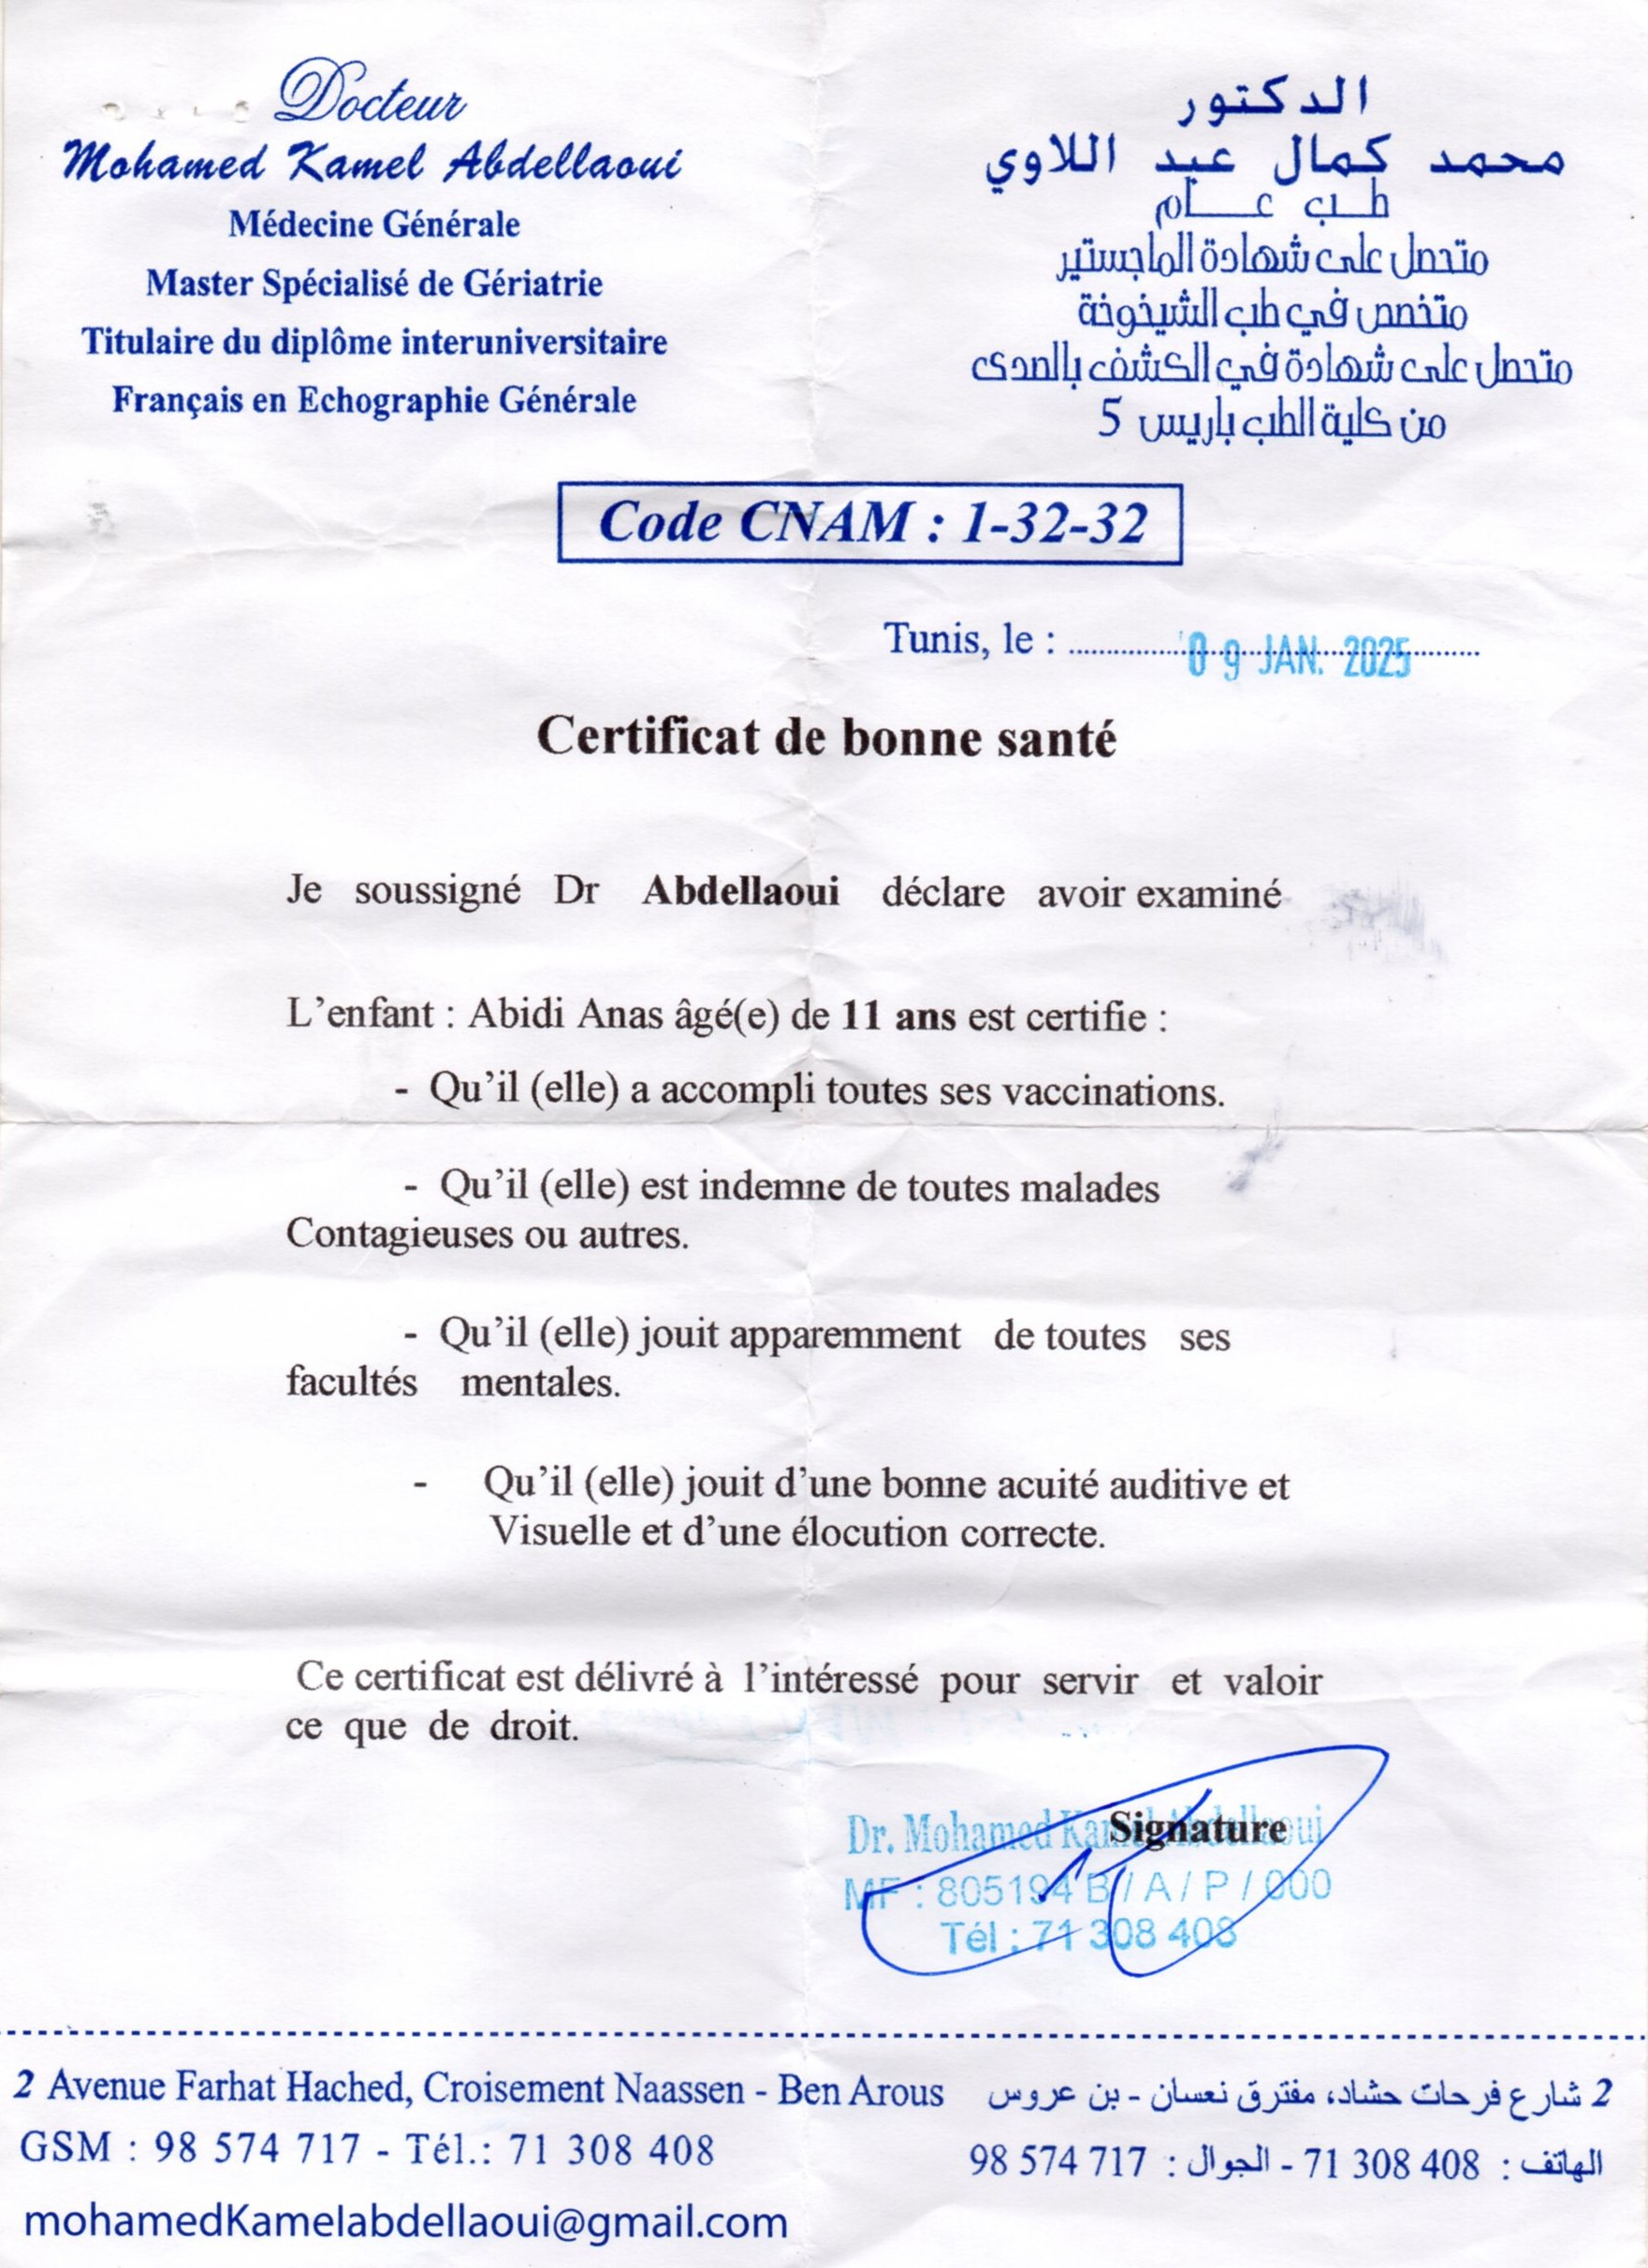 Docteur
Mohamed Kamel Abdellaoui
Médecine Générale
Master Spécialisé de Gériatrie
Titulaire du diplôme interuniversitaire
Français en Echographie Générale
الدكتور
محمد كمال عبد اللاوي
طب عام
متحصل على شهادة الماجستير
متخصص في طب الشيخوخة
متحصل على شهادة في الكشف بالصدى
من كلية الطب باريس 5
Code CNAM : 1-32-32
Tunis, le : 09 JAN. 2025
Certificat de bonne santé
Je soussigné Dr Abdellaoui déclare avoir examiné
L'enfant : Abidi Anas âgé(e) de 11 ans est certifie :
- Qu'il (elle) a accompli toutes ses vaccinations.
- Qu'il (elle) est indemne de toutes malades
Contagieuses ou autres.
- Qu'il (elle) jouit apparemment de toutes ses
facultés mentales.
- Qu'il (elle) jouit d'une bonne acuité auditive et
Visuelle et d'une élocution correcte.
Ce certificat est délivré à l'intéressé pour servir et valoir
ce que de droit.
Signature
Dr. Mohamed Kamel Abdellaoui
MF : 805194 B / A / P / 000
Tél : 71 308 408
2 Avenue Farhat Hached, Croisement Naassen - Ben Arous
GSM : 98 574 717 - Tél.: 71 308 408
mohamedKamelabdellaoui@gmail.com
2 شارع فرحات حشاد، مفترق نعسان - بن عروس
الهاتف : 71 308 408 - الجوال : 98 574 717